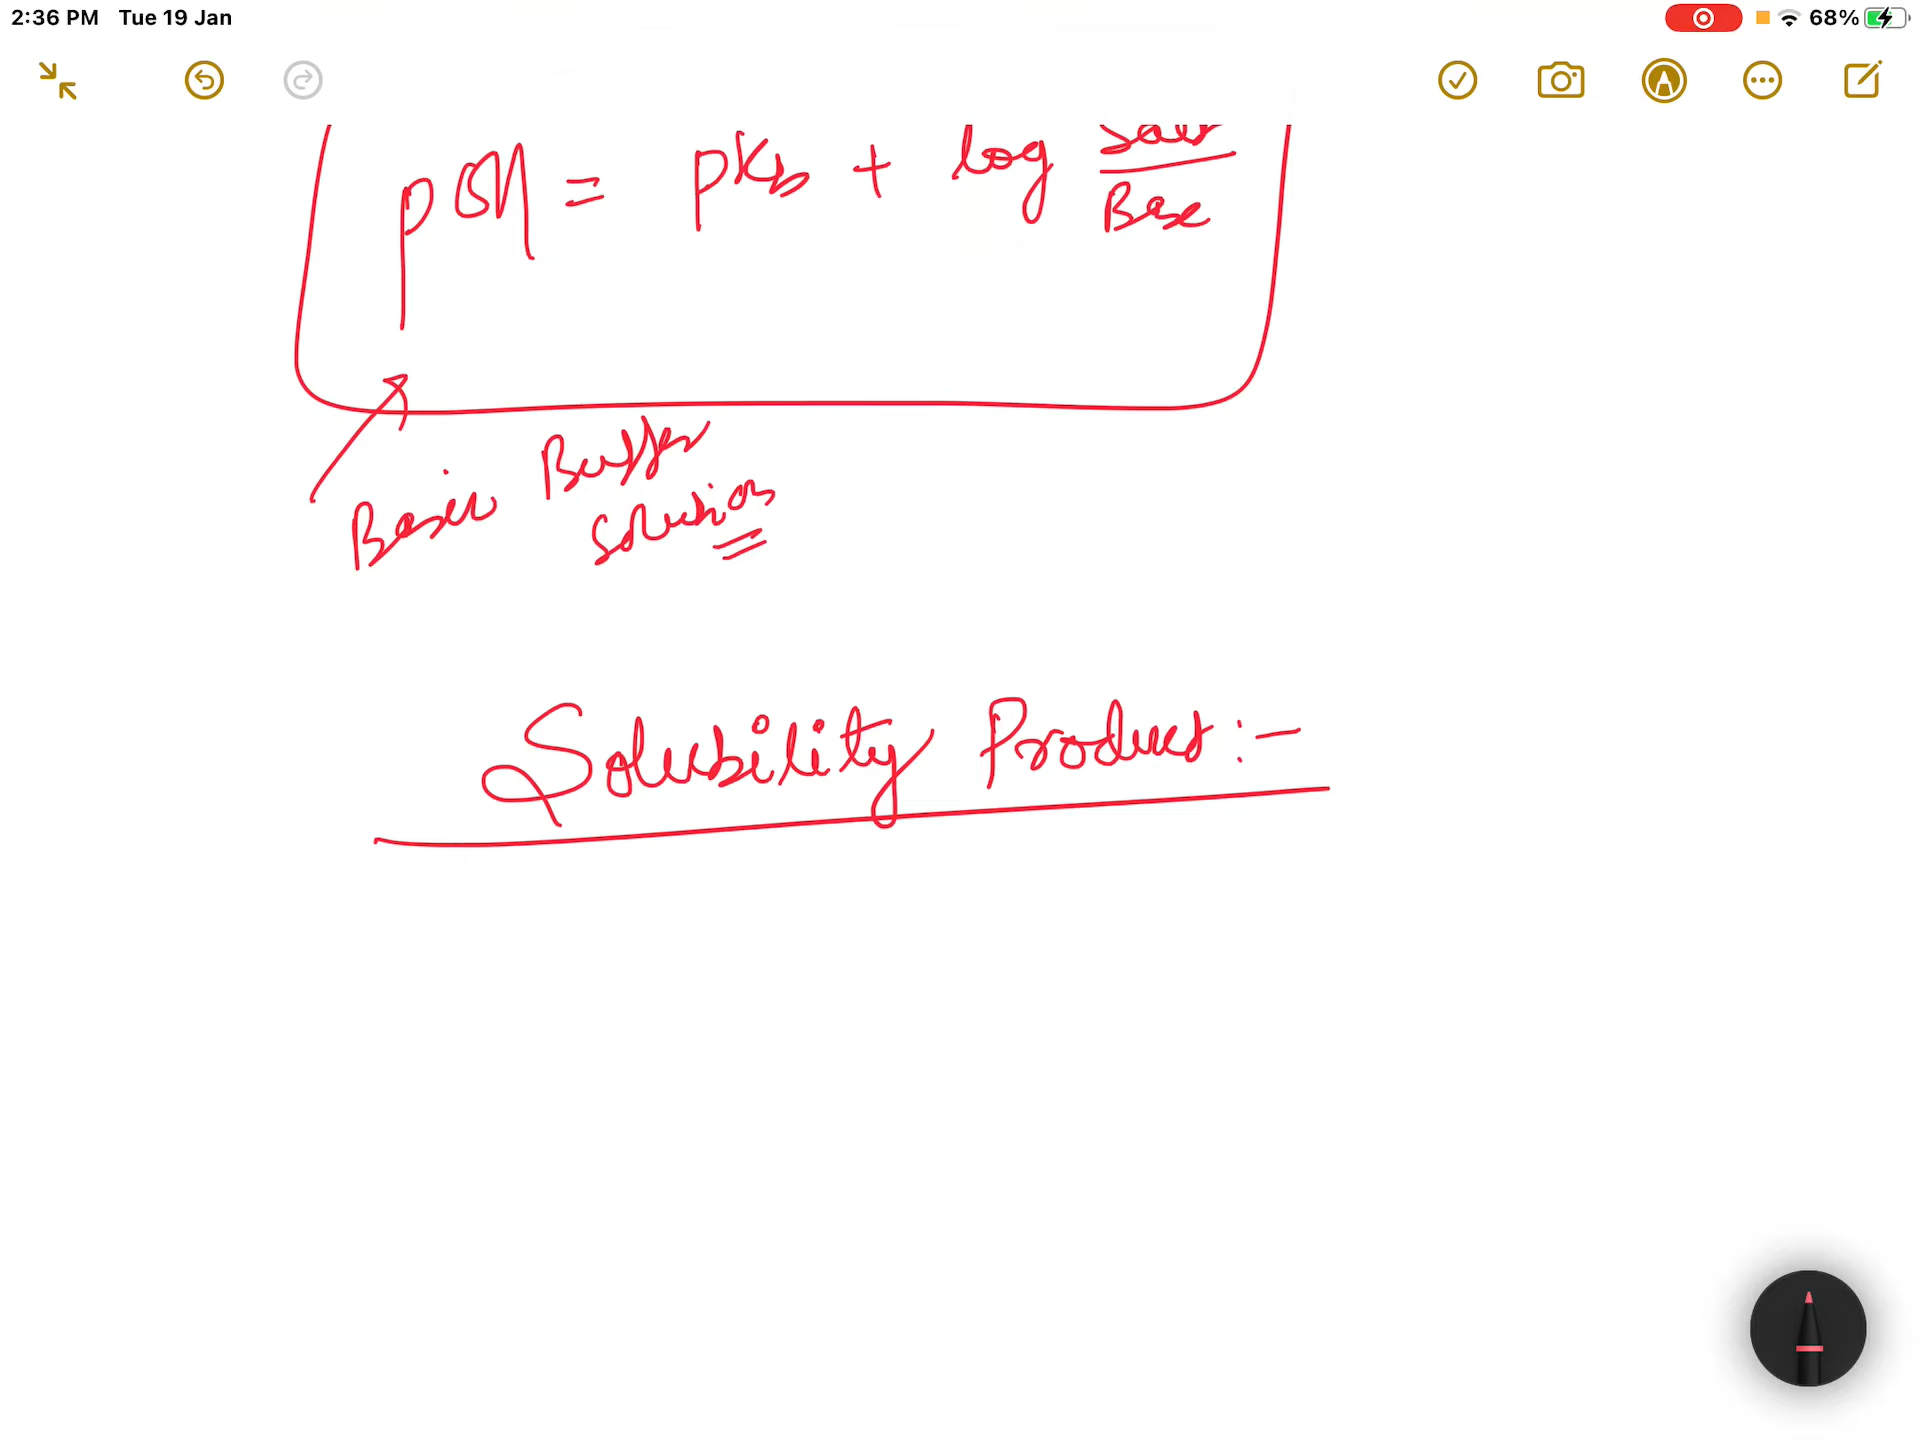 2:36 PM Tue 19 Jan 68%
pOH = pKb + log Salt
Base
Basic Buffer
solution
Solubility Product:-